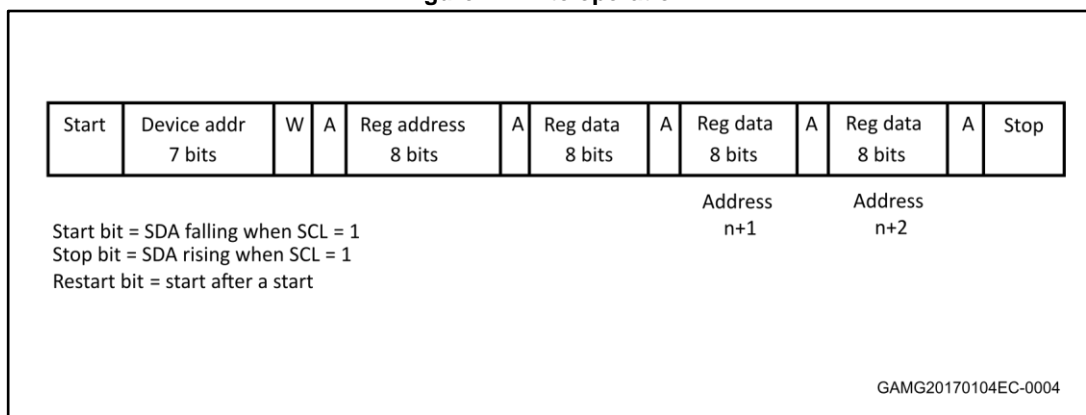 Start Device addr W A Reg address A Reg data A Reg data A Reg data A Stop
7 bits 8 bits 8 bits 8 bits 8 bits
Address Address
n+1 n+2
Start bit = SDA falling when SCL = 1
Stop bit = SDA rising when SCL = 1
Restart bit = start after a start
GAMG20170104EC-0004